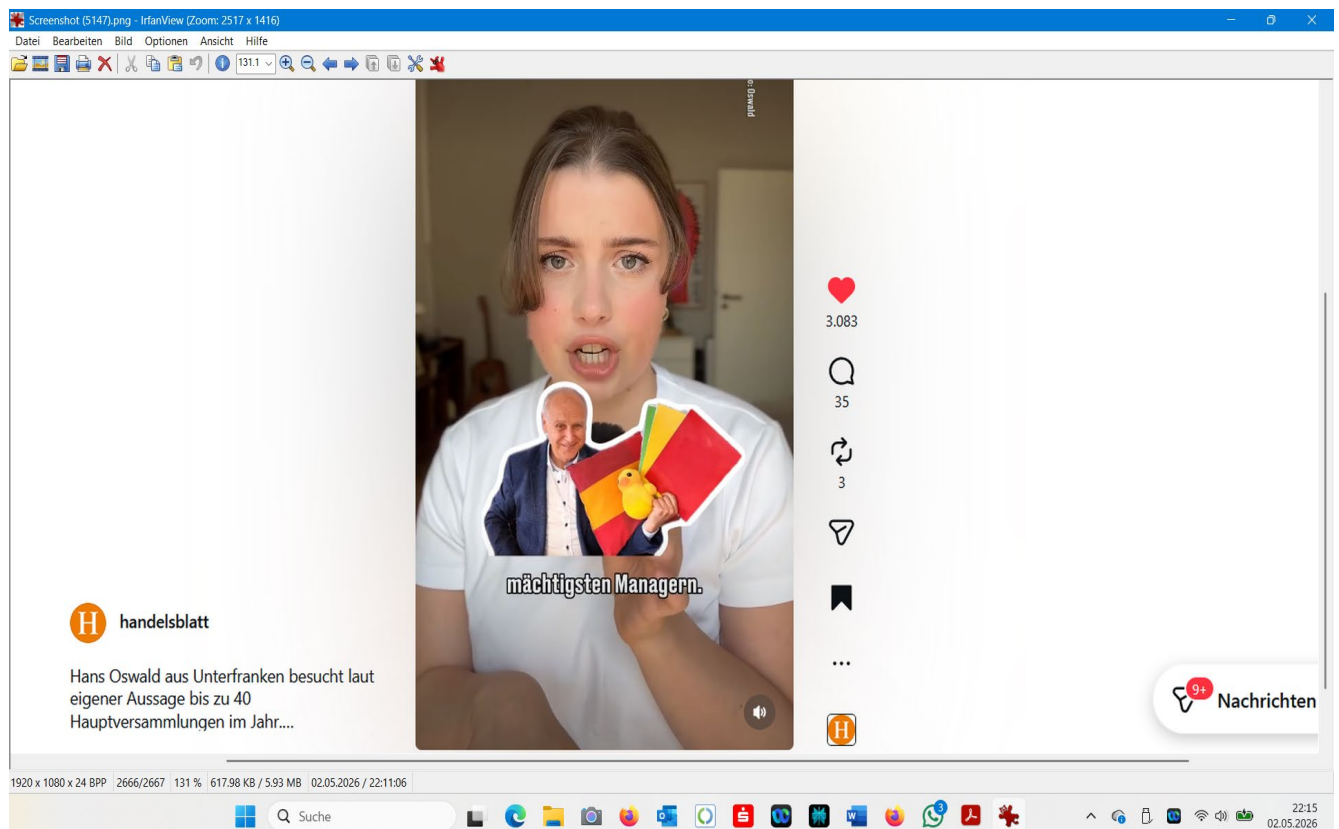 Screenshot (5147).png - IrfanView (Zoom: 2517 x 1416)
Datei Bearbeiten Bild Optionen Ansicht Hilfe
131.1
o: Oswald
3.083
35
3
mächtigsten Managern.
H handelsblatt
Hans Oswald aus Unterfranken besucht laut
eigener Aussage bis zu 40
Hauptversammlungen im Jahr....
H
9+ Nachrichten
1920 x 1080 x 24 BPP 2666/2667 131 % 617.98 KB / 5.93 MB 02.05.2026 / 22:11:06
Suche
3
22:15
02.05.2026